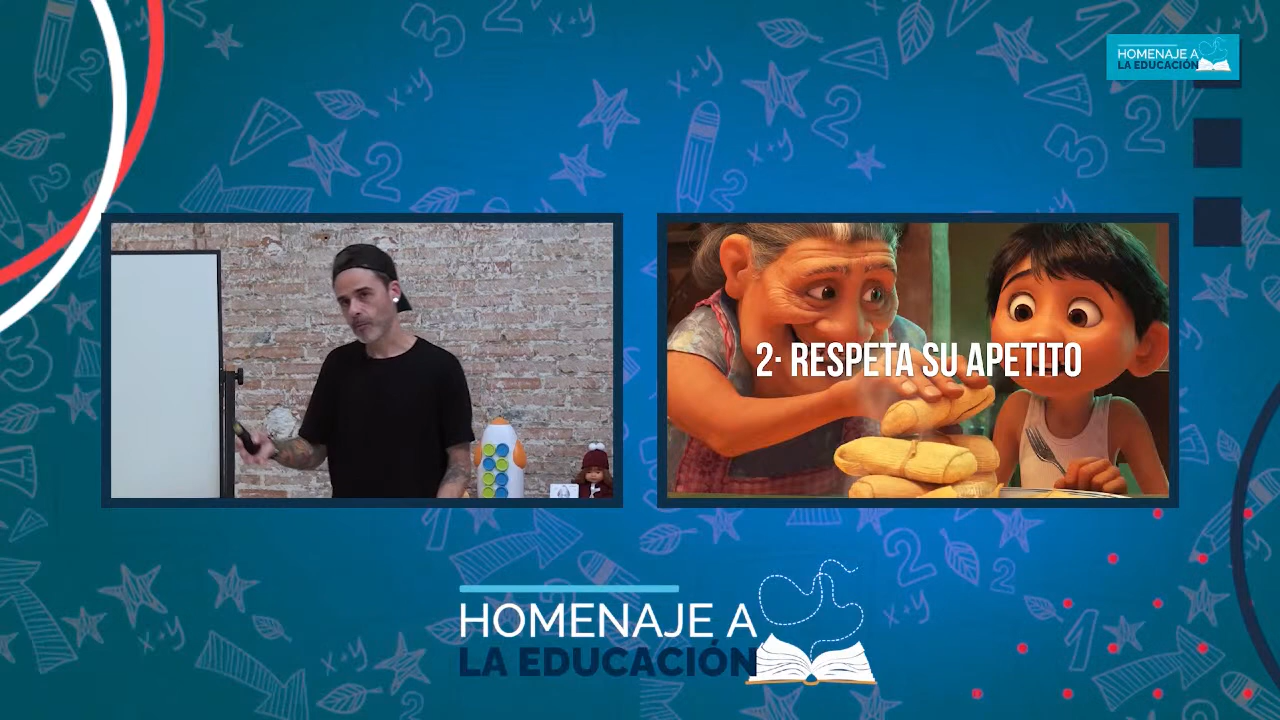 HOMENAJE A
LA EDUCACIÓN
2· RESPETA SU APETITO
HOMENAJE A
LA EDUCACIÓN